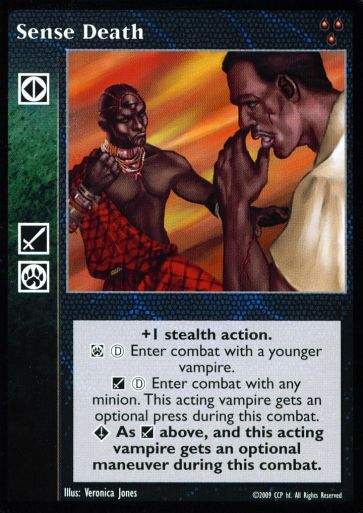 Sense Death
+1 stealth action.
D Enter combat with a younger
vampire.
D Enter combat with any
minion. This acting vampire gets an
optional press during this combat.
As above, and this acting
vampire gets an optional
maneuver during this combat.
Illus: Veronica Jones
©2009 CCP hf. All Rights Reserved